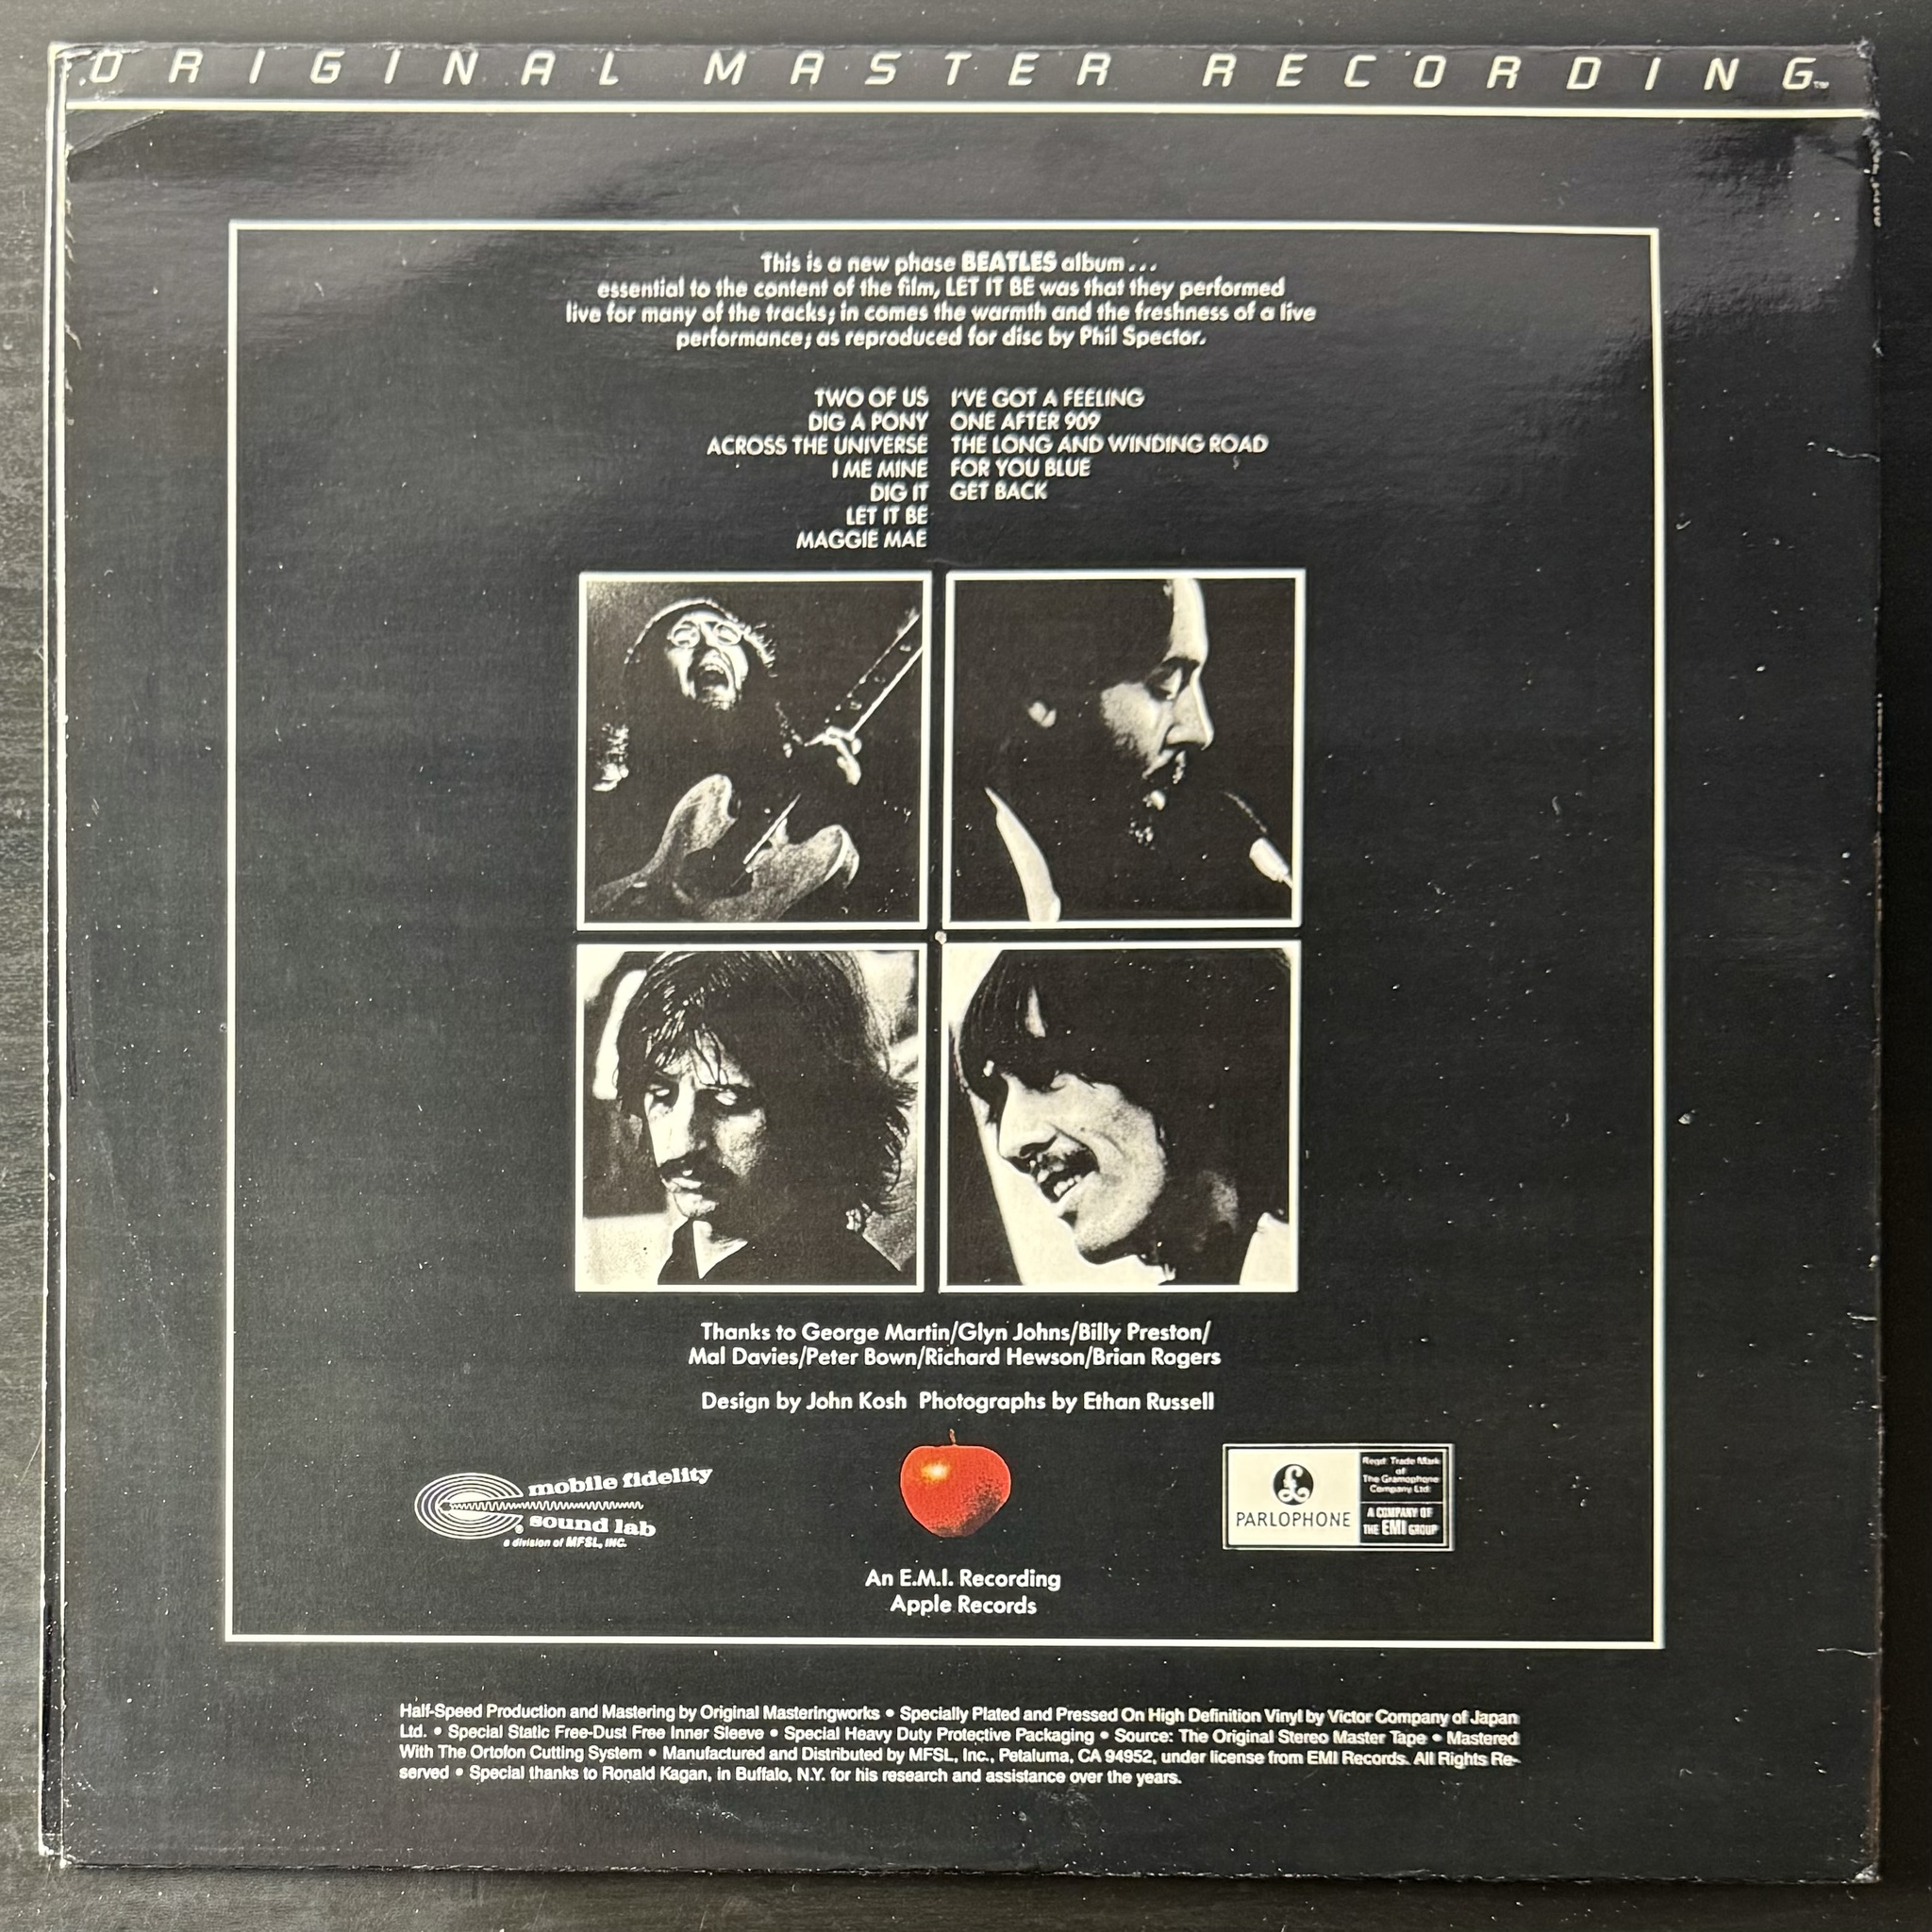 ORIGINAL MASTER RECORDING™
This is a new phase BEATLES album . . .
essential to the content of the film, LET IT BE was that they performed
live for many of the tracks; in comes the warmth and the freshness of a live
performance; as reproduced for disc by Phil Spector.
TWO OF US
DIG A PONY
ACROSS THE UNIVERSE
I ME MINE
DIG IT
LET IT BE
MAGGIE MAE
I'VE GOT A FEELING
ONE AFTER 909
THE LONG AND WINDING ROAD
FOR YOU BLUE
GET BACK
Thanks to George Martin/Glyn Johns/Billy Preston/
Mal Davies/Peter Bown/Richard Hewson/Brian Rogers
Design by John Kosh Photographs by Ethan Russell
mobile fidelity
sound lab
®
a division of MFSL, INC.
£
PARLOPHONE
Regd. Trade Mark
of
The Gramophone
Company Ltd.
A COMPANY OF
THE EMI GROUP
An E.M.I. Recording
Apple Records
Half-Speed Production and Mastering by Original Masteringworks • Specially Plated and Pressed On High Definition Vinyl by Victor Company of Japan
Ltd. • Special Static Free-Dust Free Inner Sleeve • Special Heavy Duty Protective Packaging • Source: The Original Stereo Master Tape • Mastered
With The Ortofon Cutting System • Manufactured and Distributed by MFSL, Inc., Petaluma, CA 94952, under license from EMI Records. All Rights Re-
served • Special thanks to Ronald Kagan, in Buffalo, N.Y. for his research and assistance over the years.